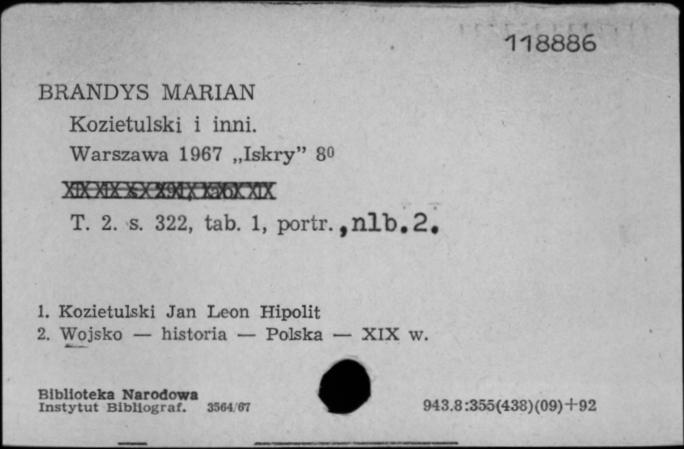 118886
BRANDYS MARIAN
Kozietulski i inni.
Warszawa 1967 „Iskry” 8⁰
T. 2. s. 322, tab. 1, portr., nlb. 2.
1. Kozietulski Jan Leon Hipolit
2. Wojsko — historia — Polska — XIX w.
Biblioteka Narodowa
Instytut Bibliograf. 3564/67
943.8:355(438)(09)+92